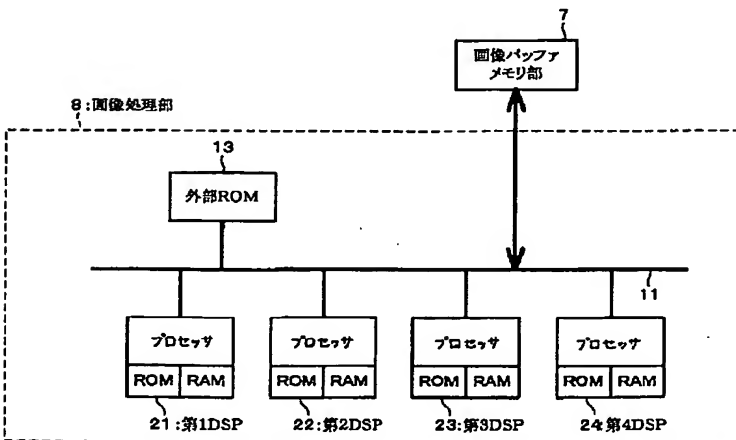 7
画像バッファ
メモリ部
8:画像処理部
13
外部ROM
11
プロセッサ
プロセッサ
プロセッサ
プロセッサ
ROM RAM
ROM RAM
ROM RAM
ROM RAM
21:第1DSP
22:第2DSP
23:第3DSP
24:第4DSP